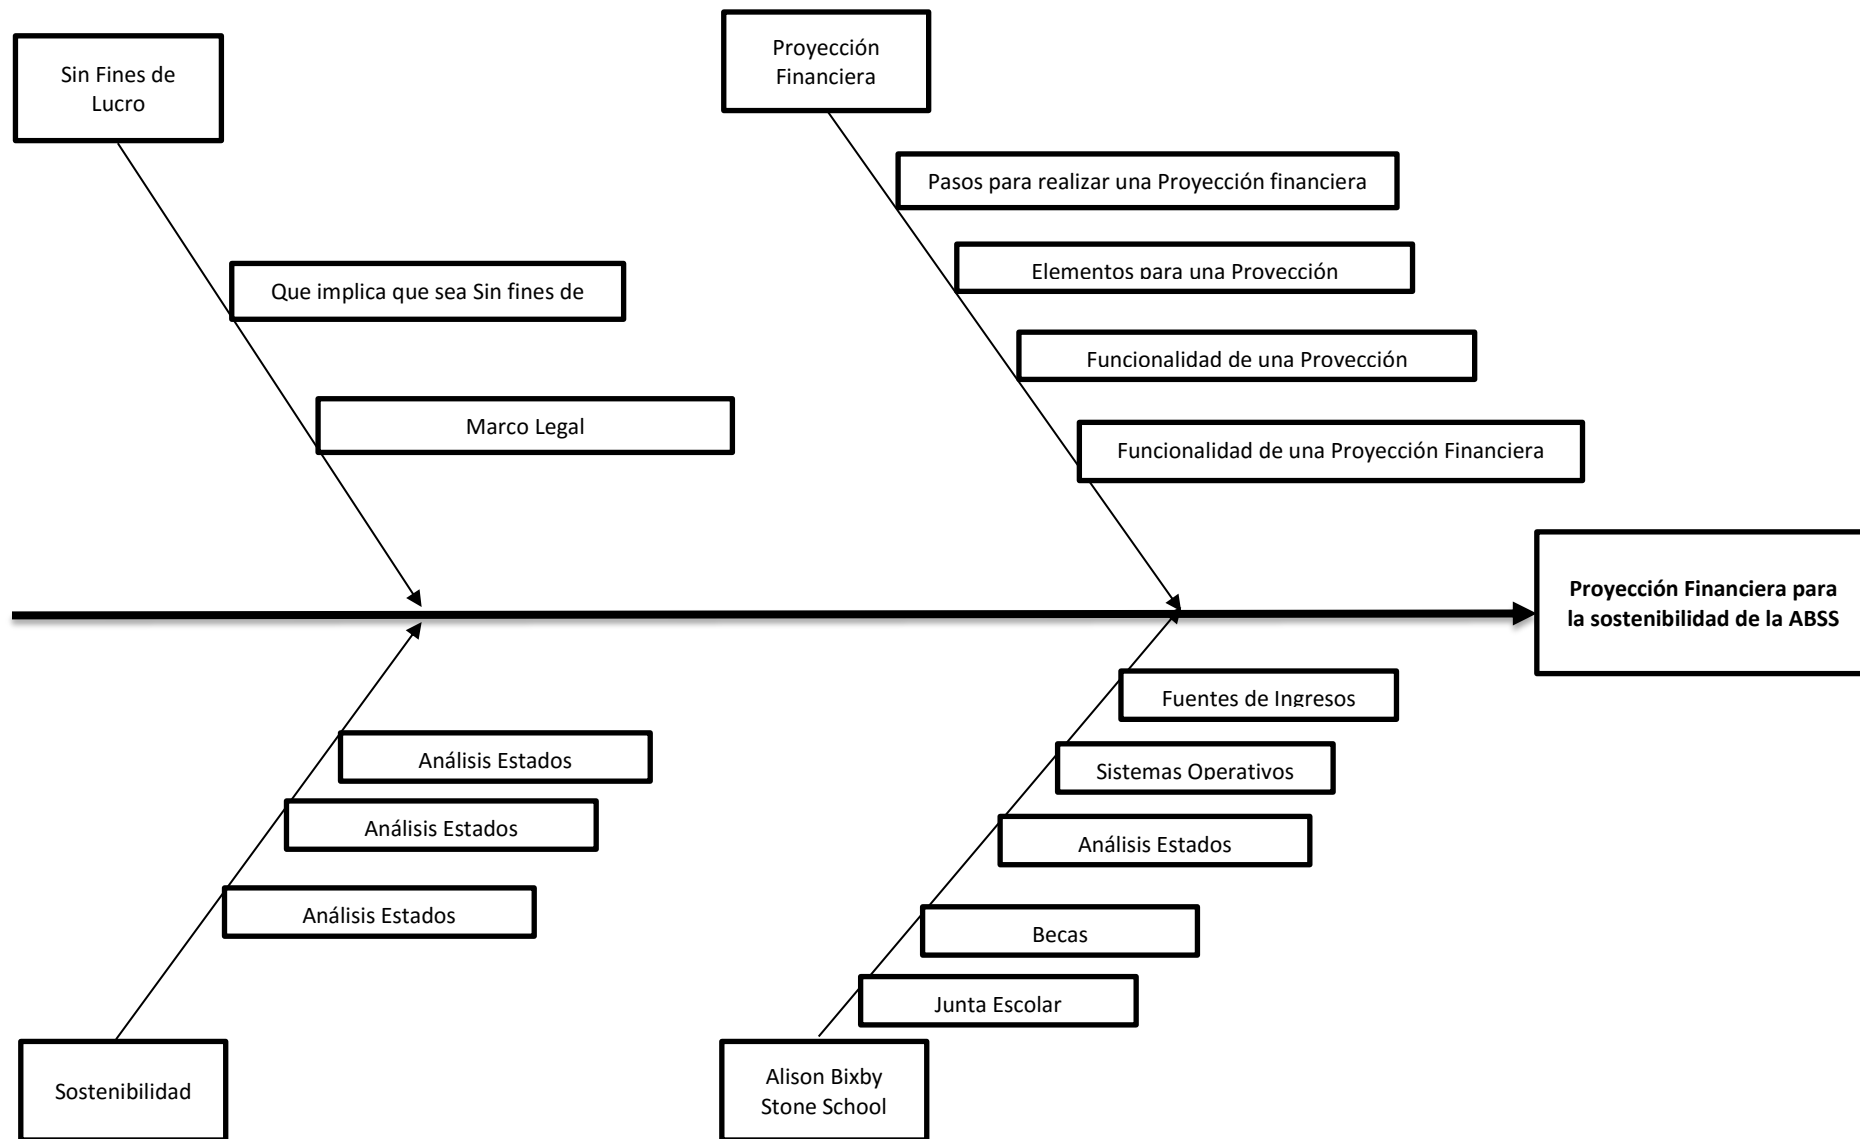 Sin Fines de
Lucro
Proyección
Financiera
Pasos para realizar una Proyección financiera
Elementos para una Proyección
Que implica que sea Sin fines de
Funcionalidad de una Proyección
Marco Legal
Funcionalidad de una Proyección Financiera
Proyección Financiera para
la sostenibilidad de la ABSS
Fuentes de Ingresos
Análisis Estados
Sistemas Operativos
Análisis Estados
Análisis Estados
Análisis Estados
Becas
Junta Escolar
Sostenibilidad
Alison Bixby
Stone School